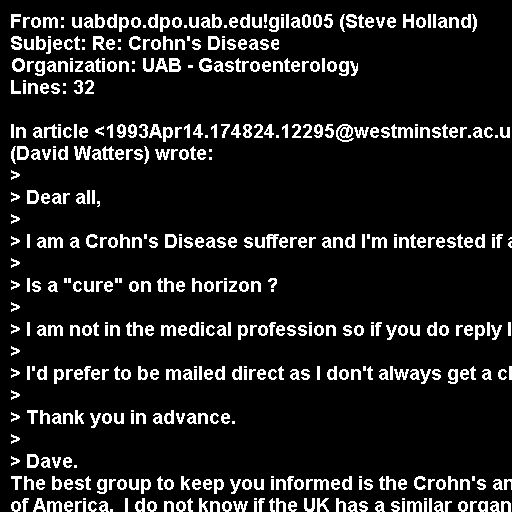 From: uabdpo.dpo.uab.edu!gila005 (Steve Holland)
Subject: Re: Crohn's Disease
Organization: UAB - Gastroenterology
Lines: 32

In article <1993Apr14.174824.12295@westminster.ac.u
(David Watters) wrote:
>
> Dear all,
>
> I am a Crohn's Disease sufferer and I'm interested if a
>
> Is a "cure" on the horizon ?
>
> I am not in the medical profession so if you do reply I
>
> I'd prefer to be mailed direct as I don't always get a cl
>
> Thank you in advance.
>
> Dave.
The best group to keep you informed is the Crohn's an
of America.  I do not know if the UK has a similar organ